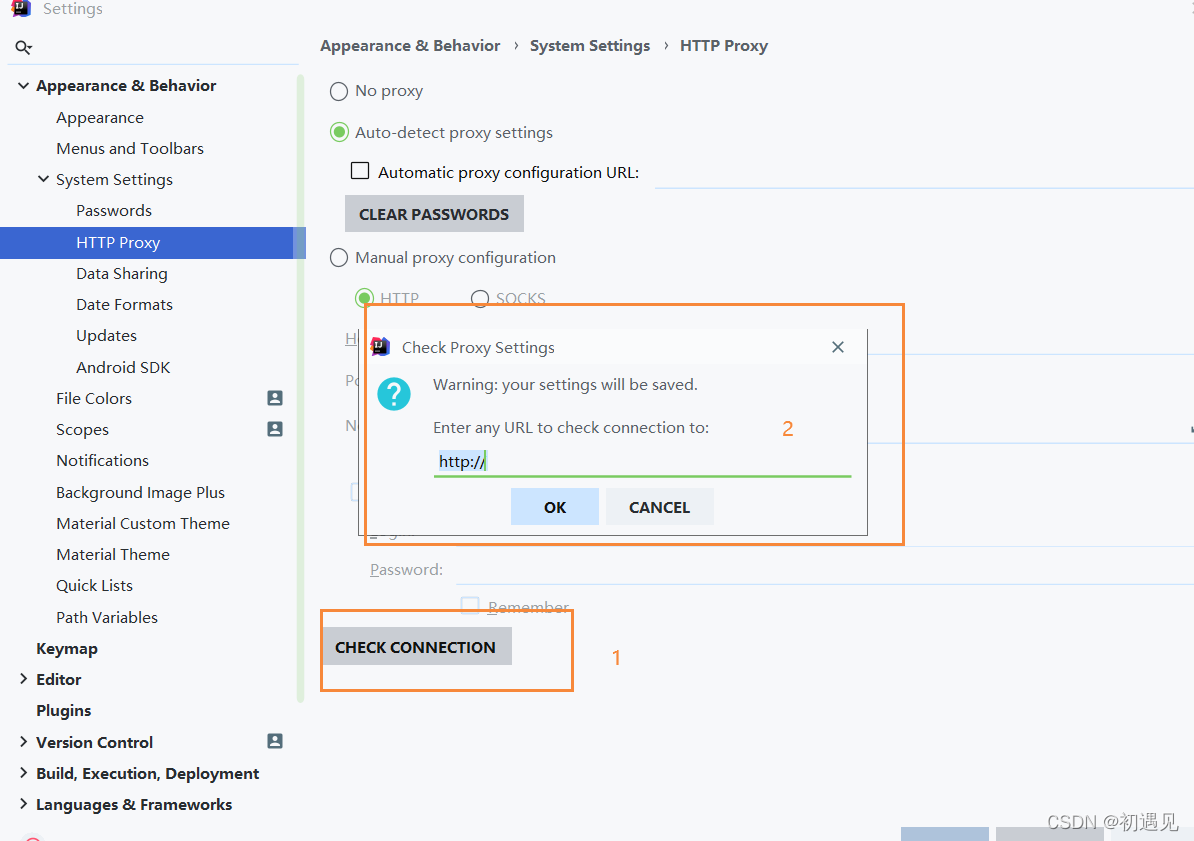 Settings
Appearance & Behavior
Appearance
Menus and Toolbars
System Settings
Passwords
HTTP Proxy
Data Sharing
Date Formats
Updates
Android SDK
File Colors
Scopes
Notifications
Background Image Plus
Material Custom Theme
Material Theme
Quick Lists
Path Variables
Keymap
Editor
Plugins
Version Control
Build, Execution, Deployment
Languages & Frameworks
Appearance & Behavior › System Settings › HTTP Proxy
No proxy
Auto-detect proxy settings
Automatic proxy configuration URL:
CLEAR PASSWORDS
Manual proxy configuration
HTTP SOCKS
Check Proxy Settings
Warning: your settings will be saved.
Enter any URL to check connection to:
2
http://
OK CANCEL
Password:
Remember
CHECK CONNECTION
1
CSDN @初遇见